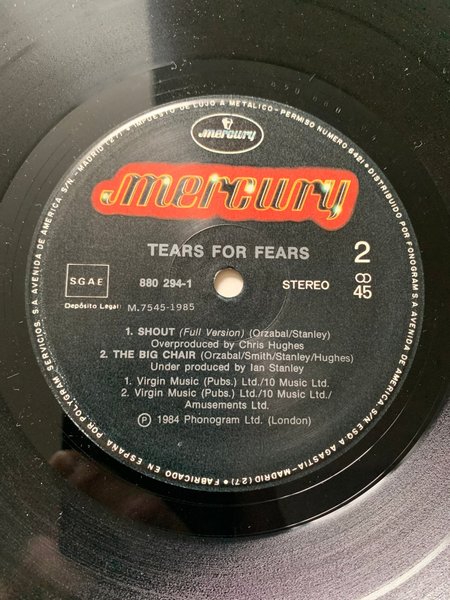 S.A. AVENIDA DE AMERICA, S/N. - MADRID (27) • IMPUESTO DE LUJO A METALICO - PERMISO NUMERO 6421 • DISTRIBUIDO POR FONOGRAM S.A. AVENIDA DE AMERICA, S/N ESQ A AGASTIA - MADRID (27) • FABRICADO EN ESPAÑA POR POLYGRAM SERVICIOS,
mercury
mercury
TEARS FOR FEARS
2
SGAE
880 294-1
STEREO
45
Depósito Legal: M.7545-1985
1. SHOUT (Full Version) (Orzabal/Stanley)
Overproduced by Chris Hughes
2. THE BIG CHAIR (Orzabal/Smith/Stanley/Hughes)
Under produced by Ian Stanley
1. Virgin Music (Pubs.) Ltd./10 Music Ltd.
2. Virgin Music (Pubs.) Ltd./10 Music Ltd./
Amusements Ltd.
Ⓟ 1984 Phonogram Ltd. (London)